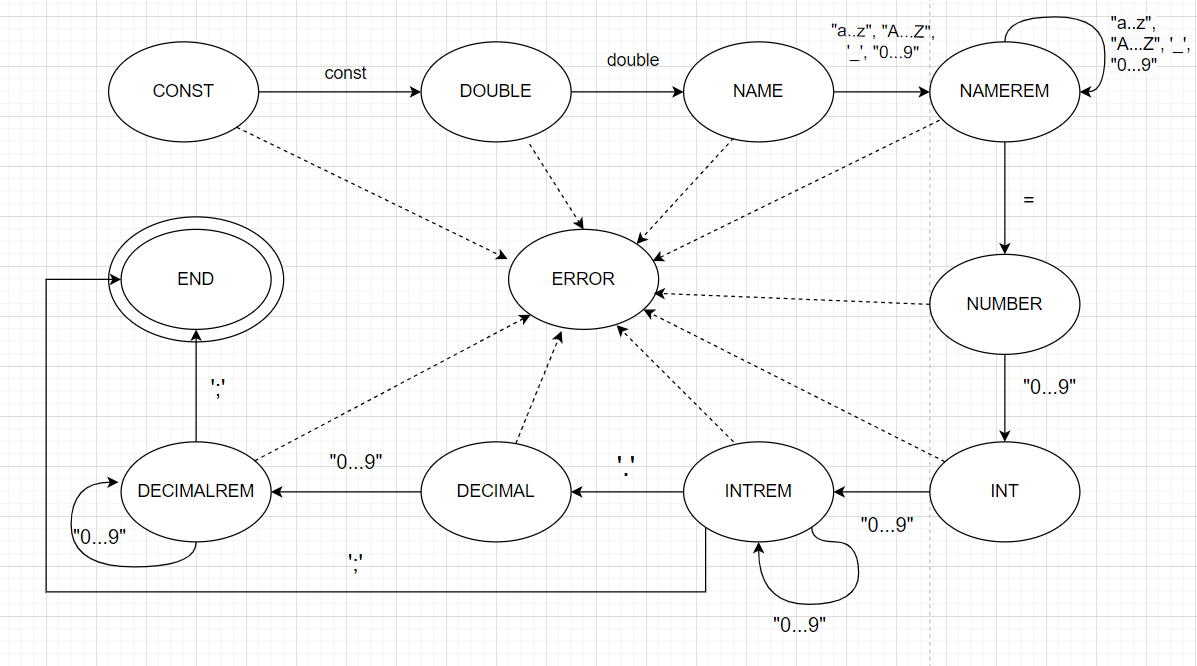 "a..z",
"A...Z", '_',
"0...9"
"a..z", "A...Z",
'_', "0...9"
const
double
CONST
DOUBLE
NAME
NAMEREM
=
END
ERROR
NUMBER
';'
"0...9"
"0...9"
'.'
DECIMALREM
DECIMAL
INTREM
INT
"0...9"
"0...9"
';'
"0...9"